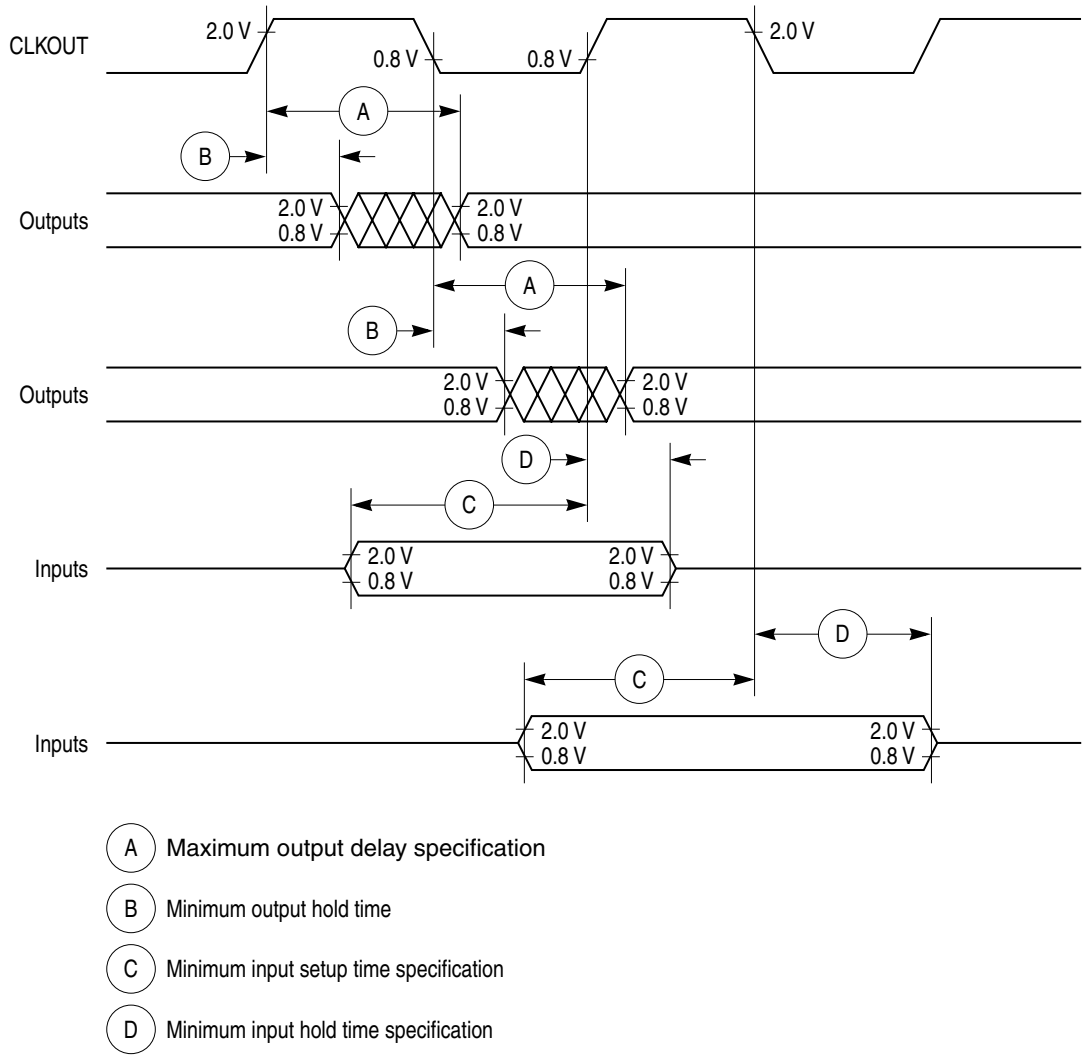 2.0 V
2.0 V
CLKOUT
0.8 V
0.8 V
A
B
2.0 V
2.0 V
Outputs
0.8 V
0.8 V
A
B
2.0 V
2.0 V
Outputs
0.8 V
0.8 V
D
C
2.0 V
2.0 V
Inputs
0.8 V
0.8 V
D
C
2.0 V
2.0 V
Inputs
0.8 V
0.8 V
A Maximum output delay specification
B Minimum output hold time
C Minimum input setup time specification
D Minimum input hold time specification